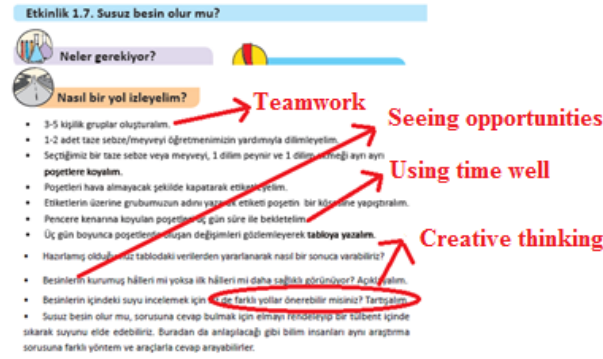 Etkinlik 1.7. Susuz besin olur mu?
Neler gerekiyor?
Nasıl bir yol izleyelim?
Teamwork
• 3-5 kişilik gruplar oluşturalım.
Seeing opportunities
• 1-2 adet taze sebze/meyveyi öğretmenimizin yardımıyla dilimleyelim.
• Seçtiğimiz bir taze sebze veya meyveyi, 1 dilim peynir ve 1 dilim ekmeği ayrı ayrı
poşetlere koyalım.
Using time well
• Poşetleri hava almayacak şekilde kapatarak etiketleyelim.
• Etiketlerin üzerine grubumuzun adını yazarak etiketi poşetin bir köşesine yapıştıralım.
• Pencere kenarına koyulan poşetleri üç gün süre ile bekletelim.
• Üç gün boyunca poşetlerde oluşan değişimleri gözlemleyerek tabloya yazalım.
Creative thinking
• Hazırlamış olduğunuz tablodaki verilerden yararlanarak nasıl bir sonuca varabiliriz?
• Besinlerin kurumuş hâlleri mi yoksa ilk hâlleri mi daha sağlıklı görünüyor? Açıklayalım.
• Besinlerin içindeki suyu incelemek için siz de farklı yollar önerebilir misiniz? Tartışalım.
• Susuz besin olur mu, sorusuna cevap bulmak için elmayı rendeleyip bir tülbent içinde
sıkarak suyunu elde edebiliriz. Buradan da anlaşılacağı gibi bilim insanları aynı araştırma
sorusuna farklı yöntem ve araçlarla cevap arayabilirler.